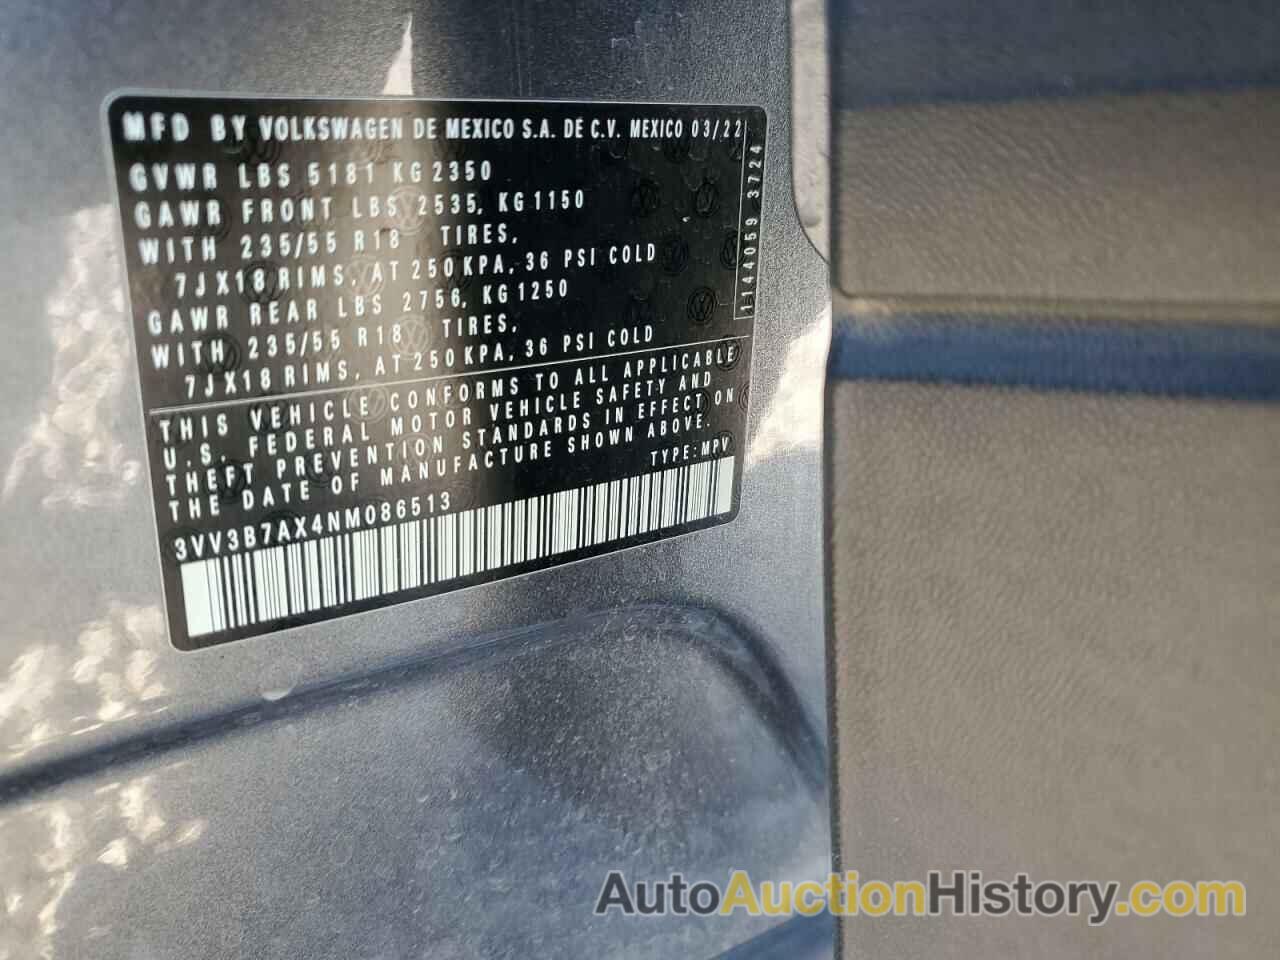 MFD BY VOLKSWAGEN DE MEXICO S.A. DE C.V. MEXICO 03/22
GVWR LBS 5181 KG 2350
GAWR FRONT LBS 2535, KG 1150
WITH 235/55 R18 TIRES,
7JX18 RIMS, AT 250 KPA, 36 PSI COLD
GAWR REAR LBS 2756, KG 1250
WITH 235/55 R18 TIRES,
7JX18 RIMS, AT 250 KPA, 36 PSI COLD
1144059 3724
THIS VEHICLE CONFORMS TO ALL APPLICABLE
U.S. FEDERAL MOTOR VEHICLE SAFETY AND
THEFT PREVENTION STANDARDS IN EFFECT ON
THE DATE OF MANUFACTURE SHOWN ABOVE.
TYPE: MPV
3VV3B7AX4NM086513
AutoAuctionHistory.com